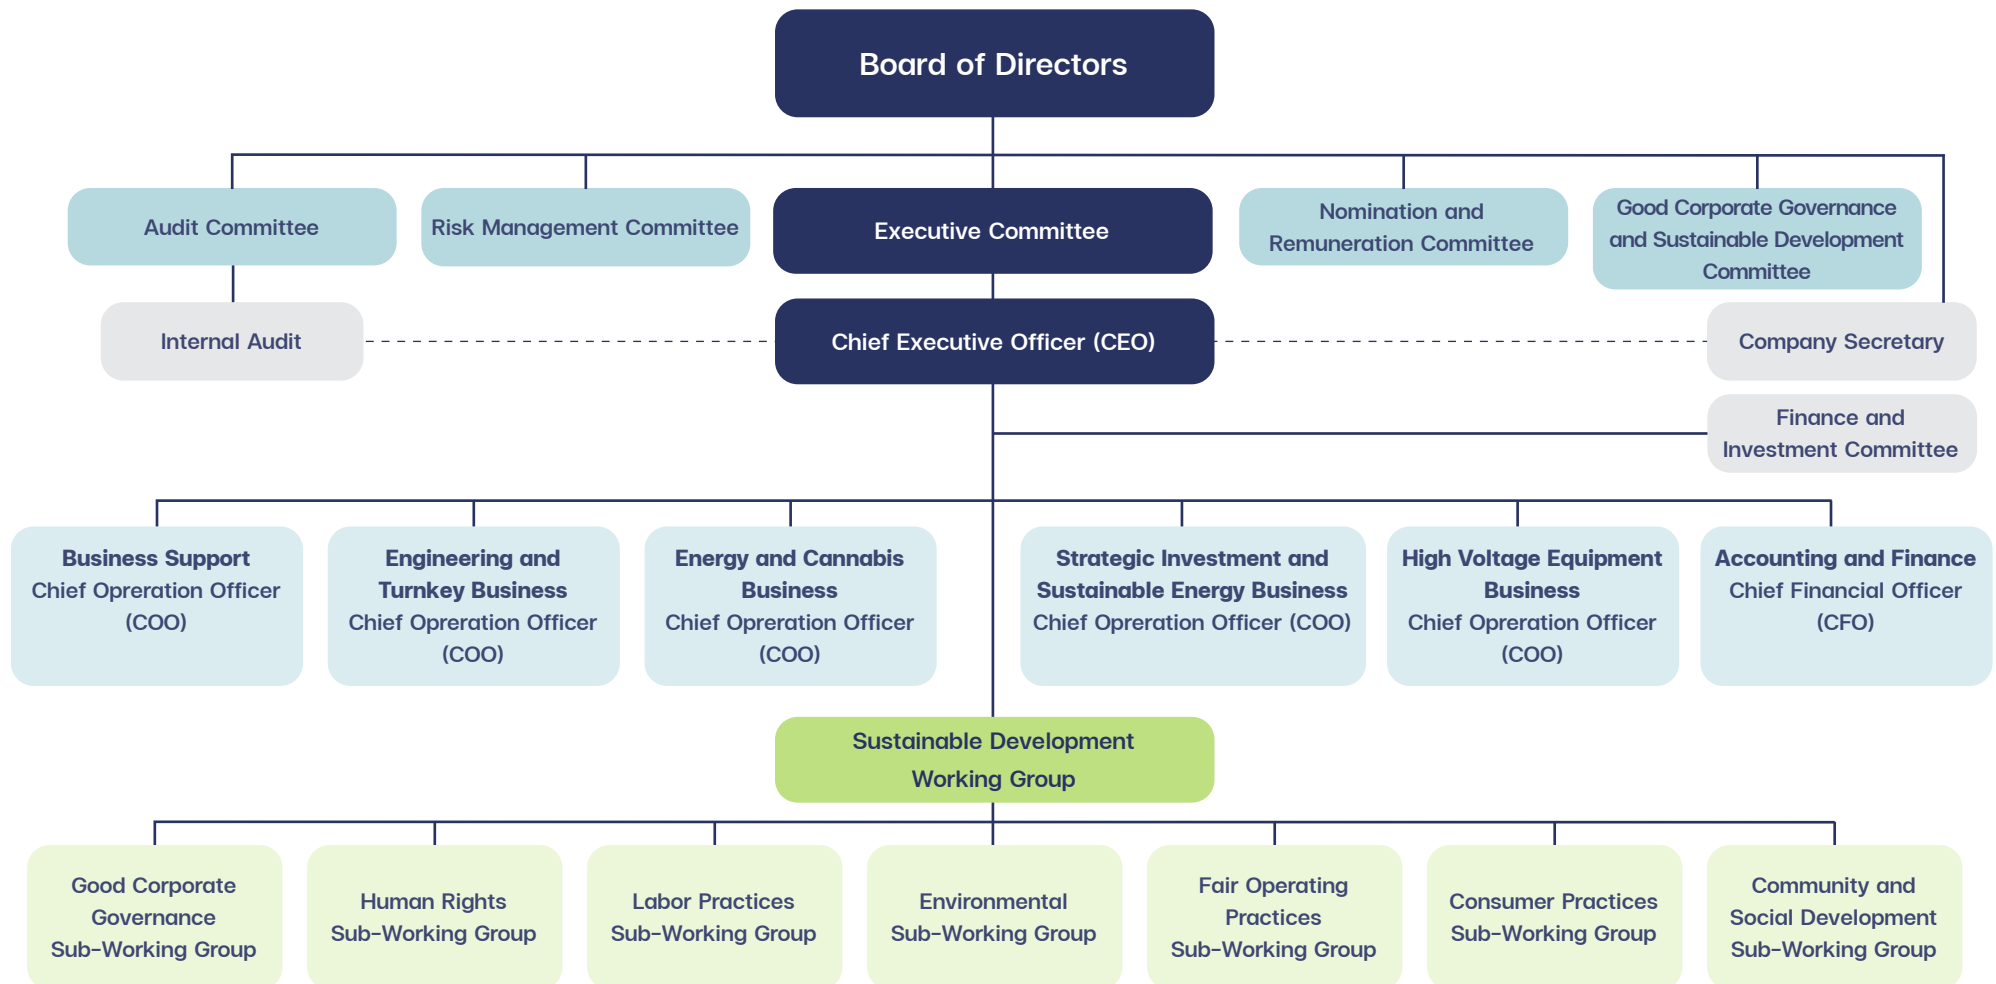 Board of Directors
Audit Committee
Risk Management Committee
Executive Committee
Nomination and
Remuneration Committee
Good Corporate Governance
and Sustainable Development
Committee
Internal Audit
Chief Executive Officer (CEO)
Company Secretary
Finance and
Investment Committee
Business Support
Chief Opreration Officer
(COO)
Engineering and
Turnkey Business
Chief Opreration Officer
(COO)
Energy and Cannabis
Business
Chief Opreration Officer
(COO)
Strategic Investment and
Sustainable Energy Business
Chief Opreration Officer (COO)
High Voltage Equipment
Business
Chief Opreration Officer
(COO)
Accounting and Finance
Chief Financial Officer
(CFO)
Sustainable Development
Working Group
Good Corporate
Governance
Sub-Working Group
Human Rights
Sub-Working Group
Labor Practices
Sub-Working Group
Environmental
Sub-Working Group
Fair Operating
Practices
Sub-Working Group
Consumer Practices
Sub-Working Group
Community and
Social Development
Sub-Working Group